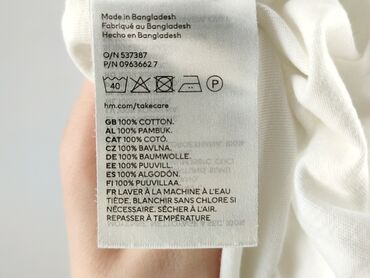 Made in Bangladesh
Fabriqué au Bangladesh
Hecho en Bangladesh
O/N 537387
P/N 0963662 7
40 P
hm.com/takecare
GB 100% COTTON.
AL 100% PAMBUK.
CAT 100% COTÓ.
CZ 100% BAVLNA.
DE 100% BAUMWOLLE.
EE 100% PUUVILL.
ES 100% ALGODÓN.
FI 100% PUUVILLAA.
FR LAVER À LA MACHINE À L'EAU
TIÈDE, BLANCHIR SANS CHLORE SI
NÉCESSAIRE. SÉCHER À L'AIR.
REPASSER À TEMPÉRATURE